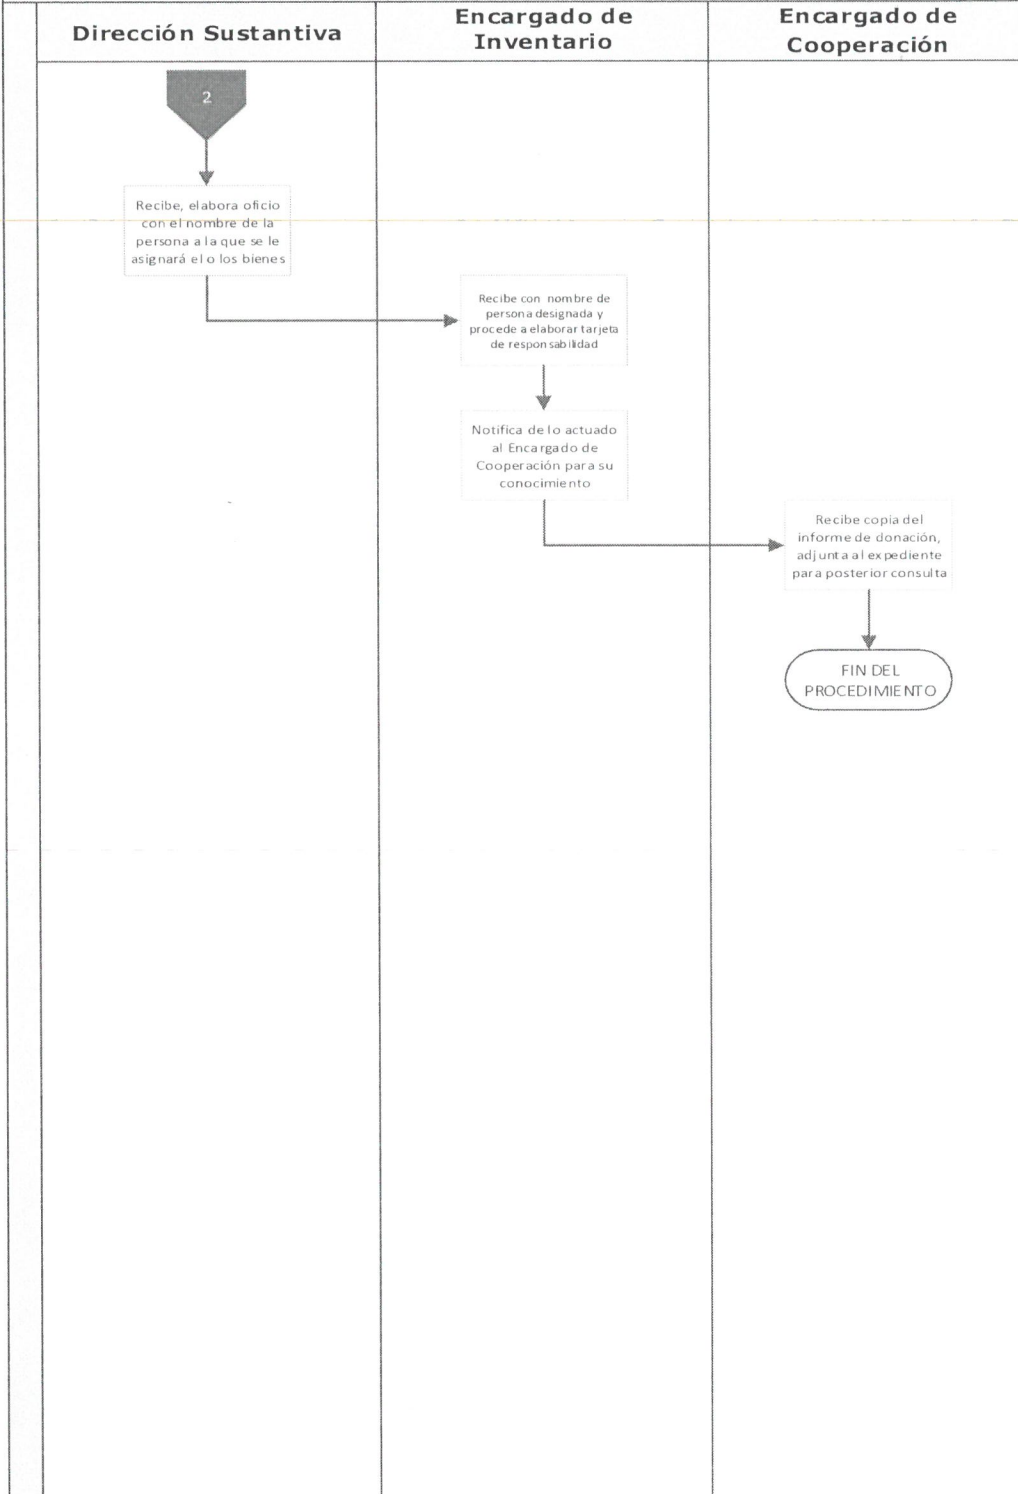 Dirección Sustantiva
Encargado de
Inventario
Encargado de
Cooperación
2
Recibe, elabora oficio
con el nombre de la
persona a la que se le
asignará el o los bienes
Recibe con nombre de
persona designada y
procede a elaborar tarjeta
de responsabilidad
Notifica de lo actuado
al Encargado de
Cooperación para su
conocimiento
Recibe copia del
informe de donación,
adjunta al expediente
para posterior consulta
FIN DEL
PROCEDIMIENTO